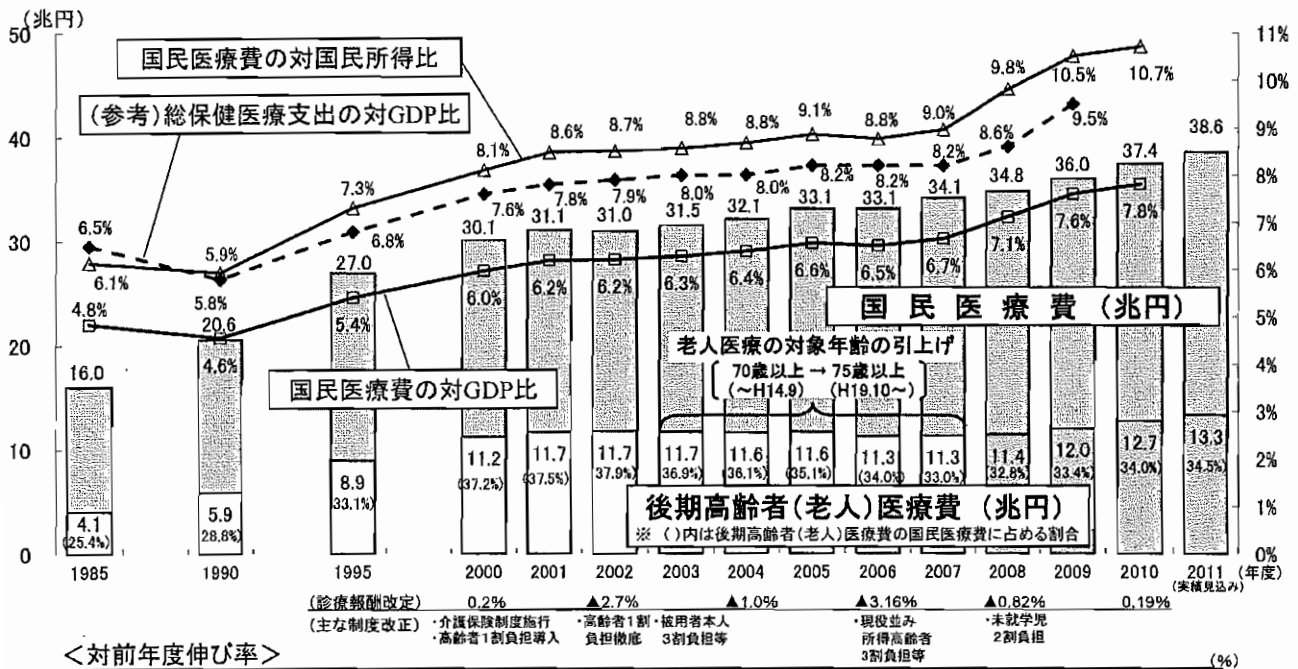 (兆円)
50
40
30
20
10
0
11%
10%
9%
8%
7%
6%
5%
4%
3%
2%
1%
0%
国民医療費の対国民所得比
(参考)総保健医療支出の対GDP比
国民医療費の対GDP比
6.1% 5.9% 7.3% 8.1% 8.6% 8.7% 8.8% 8.8% 9.1% 8.8% 9.0% 9.8% 10.5% 10.7%
6.5% 5.8% 6.8% 7.6% 7.8% 7.9% 8.0% 8.0% 8.2% 8.2% 8.2% 8.6% 9.5%
16.0 20.6 27.0 30.1 31.1 31.0 31.5 32.1 33.1 33.1 34.1 34.8 36.0 37.4 38.6
4.8% 4.6% 5.4% 6.0% 6.2% 6.2% 6.3% 6.4% 6.6% 6.5% 6.7% 7.1% 7.6% 7.8%
国民医療費(兆円)
老人医療の対象年齢の引上げ
70歳以上 → 75歳以上
(~H14.9) (H19.10~)
4.1 5.9 8.9 11.2 11.7 11.7 11.7 11.6 11.6 11.3 11.3 11.4 12.0 12.7 13.3
(25.4%) 28.8%) 33.1%) (37.2%) (37.5%) 37.9%) 36.9%) 36.1%) (35.1%) (34.0%) (33.0%) (32.8%) (33.4%) (34.0%) (34.5%)
後期高齢者(老人)医療費(兆円)
※ ( )内は後期高齢者(老人)医療費の国民医療費に占める割合
1985 1990 1995 2000 2001 2002 2003 2004 2005 2006 2007 2008 2009 2010 2011 (年度)
(実績見込み)
(診療報酬改定) 0.2% ▲2.7% ▲1.0% ▲3.16% ▲0.82% 0.19%
(主な制度改正) ・介護保険制度施行 ・高齢者1割 ・被用者本人 ・現役並み ・未就学児
・高齢者1割負担導入 負担徹底 3割負担等 所得高齢者 2割負担
3割負担等
<対前年度伸び率>
(%)